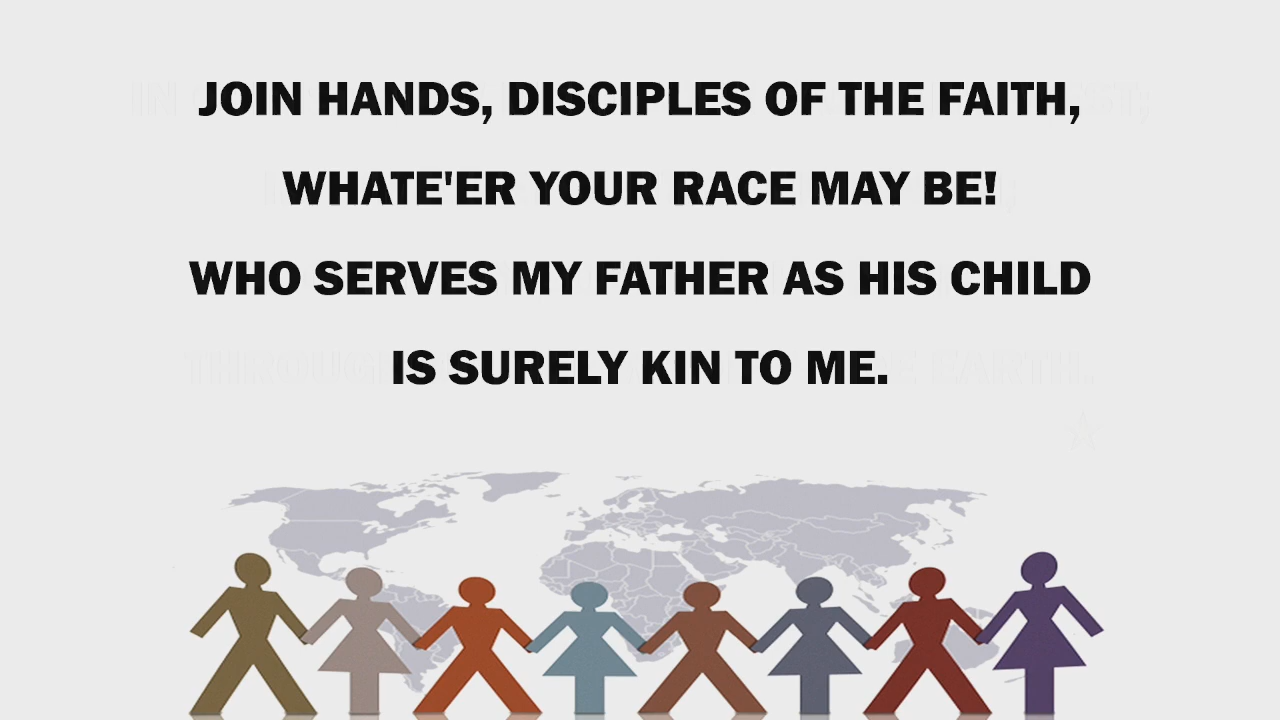 JOIN HANDS, DISCIPLES OF THE FAITH,
WHATE'ER YOUR RACE MAY BE!
WHO SERVES MY FATHER AS HIS CHILD
IS SURELY KIN TO ME.